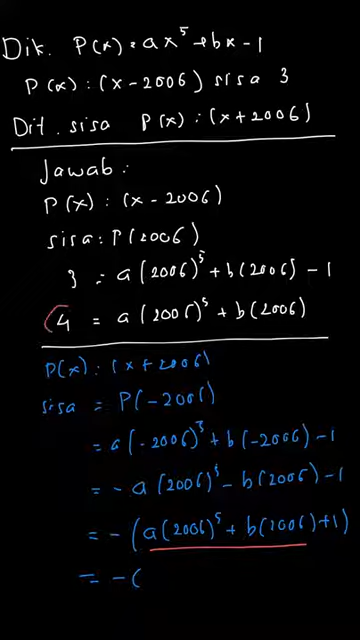 Dik. P(x) = ax⁵ + bx - 1
P(x) : (x - 2006) sisa 3
Dit. sisa P(x) : (x + 2006)
Jawab :
P(x) : (x - 2006)
sisa : P(2006)
3 = a(2006)⁵ + b(2006) - 1
4 = a(2006)⁵ + b(2006)
P(x) : (x + 2006)
sisa = P(-2006)
= a(-2006)⁵ + b(-2006) - 1
= - a(2006)⁵ - b(2006) - 1
= - (a(2006)⁵ + b(2006) + 1)
= - (